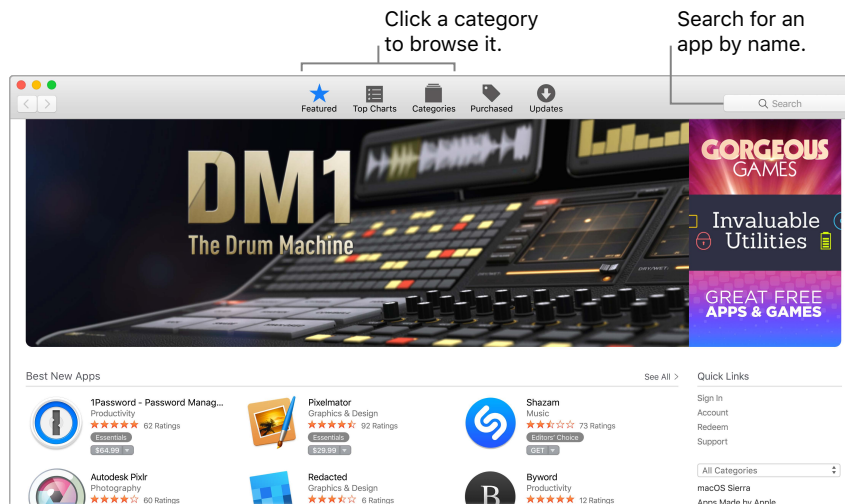 Click a category
to browse it.
Search for an
app by name.
Featured
Top Charts
Categories
Purchased
Updates
Search
DM1
The Drum Machine
GORGEOUS
GAMES
Invaluable
Utilities
GREAT FREE
APPS & GAMES
Best New Apps
See All >
Quick Links
1Password - Password Manag...
Productivity
62 Ratings
Essentials
$64.99
Pixelmator
Graphics & Design
92 Ratings
Essentials
$29.99
Shazam
Music
73 Ratings
Editors' Choice
GET
Sign In
Account
Redeem
Support
Autodesk Pixlr
Photography
60 Ratings
Redacted
Graphics & Design
6 Ratings
B
Byword
Productivity
12 Ratings
All Categories
macOS Sierra
Apps Made by Apple